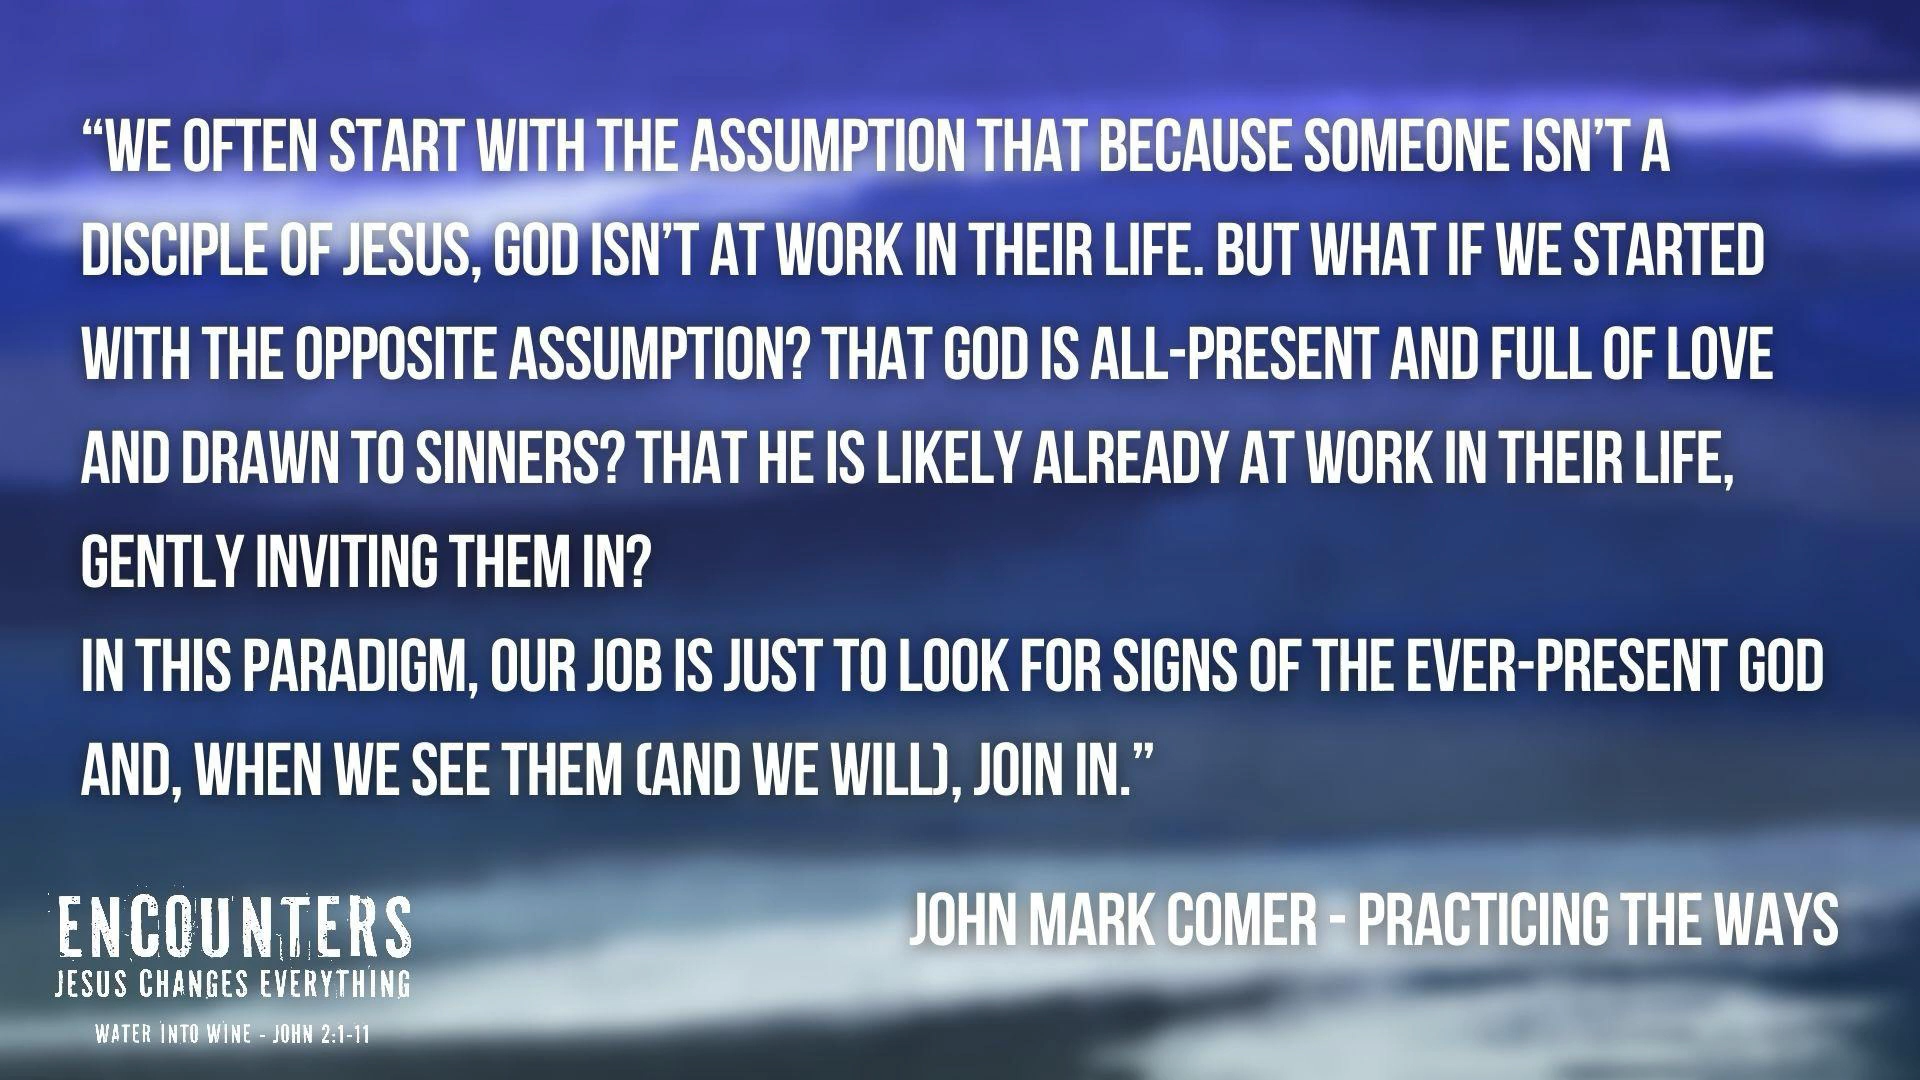 “WE OFTEN START WITH THE ASSUMPTION THAT BECAUSE SOMEONE ISN’T A
DISCIPLE OF JESUS, GOD ISN’T AT WORK IN THEIR LIFE. BUT WHAT IF WE STARTED
WITH THE OPPOSITE ASSUMPTION? THAT GOD IS ALL-PRESENT AND FULL OF LOVE
AND DRAWN TO SINNERS? THAT HE IS LIKELY ALREADY AT WORK IN THEIR LIFE,
GENTLY INVITING THEM IN?
IN THIS PARADIGM, OUR JOB IS JUST TO LOOK FOR SIGNS OF THE EVER-PRESENT GOD
AND, WHEN WE SEE THEM (AND WE WILL), JOIN IN.”
JOHN MARK COMER - PRACTICING THE WAYS
ENCOUNTERS
JESUS CHANGES EVERYTHING
WATER INTO WINE - JOHN 2:1-11